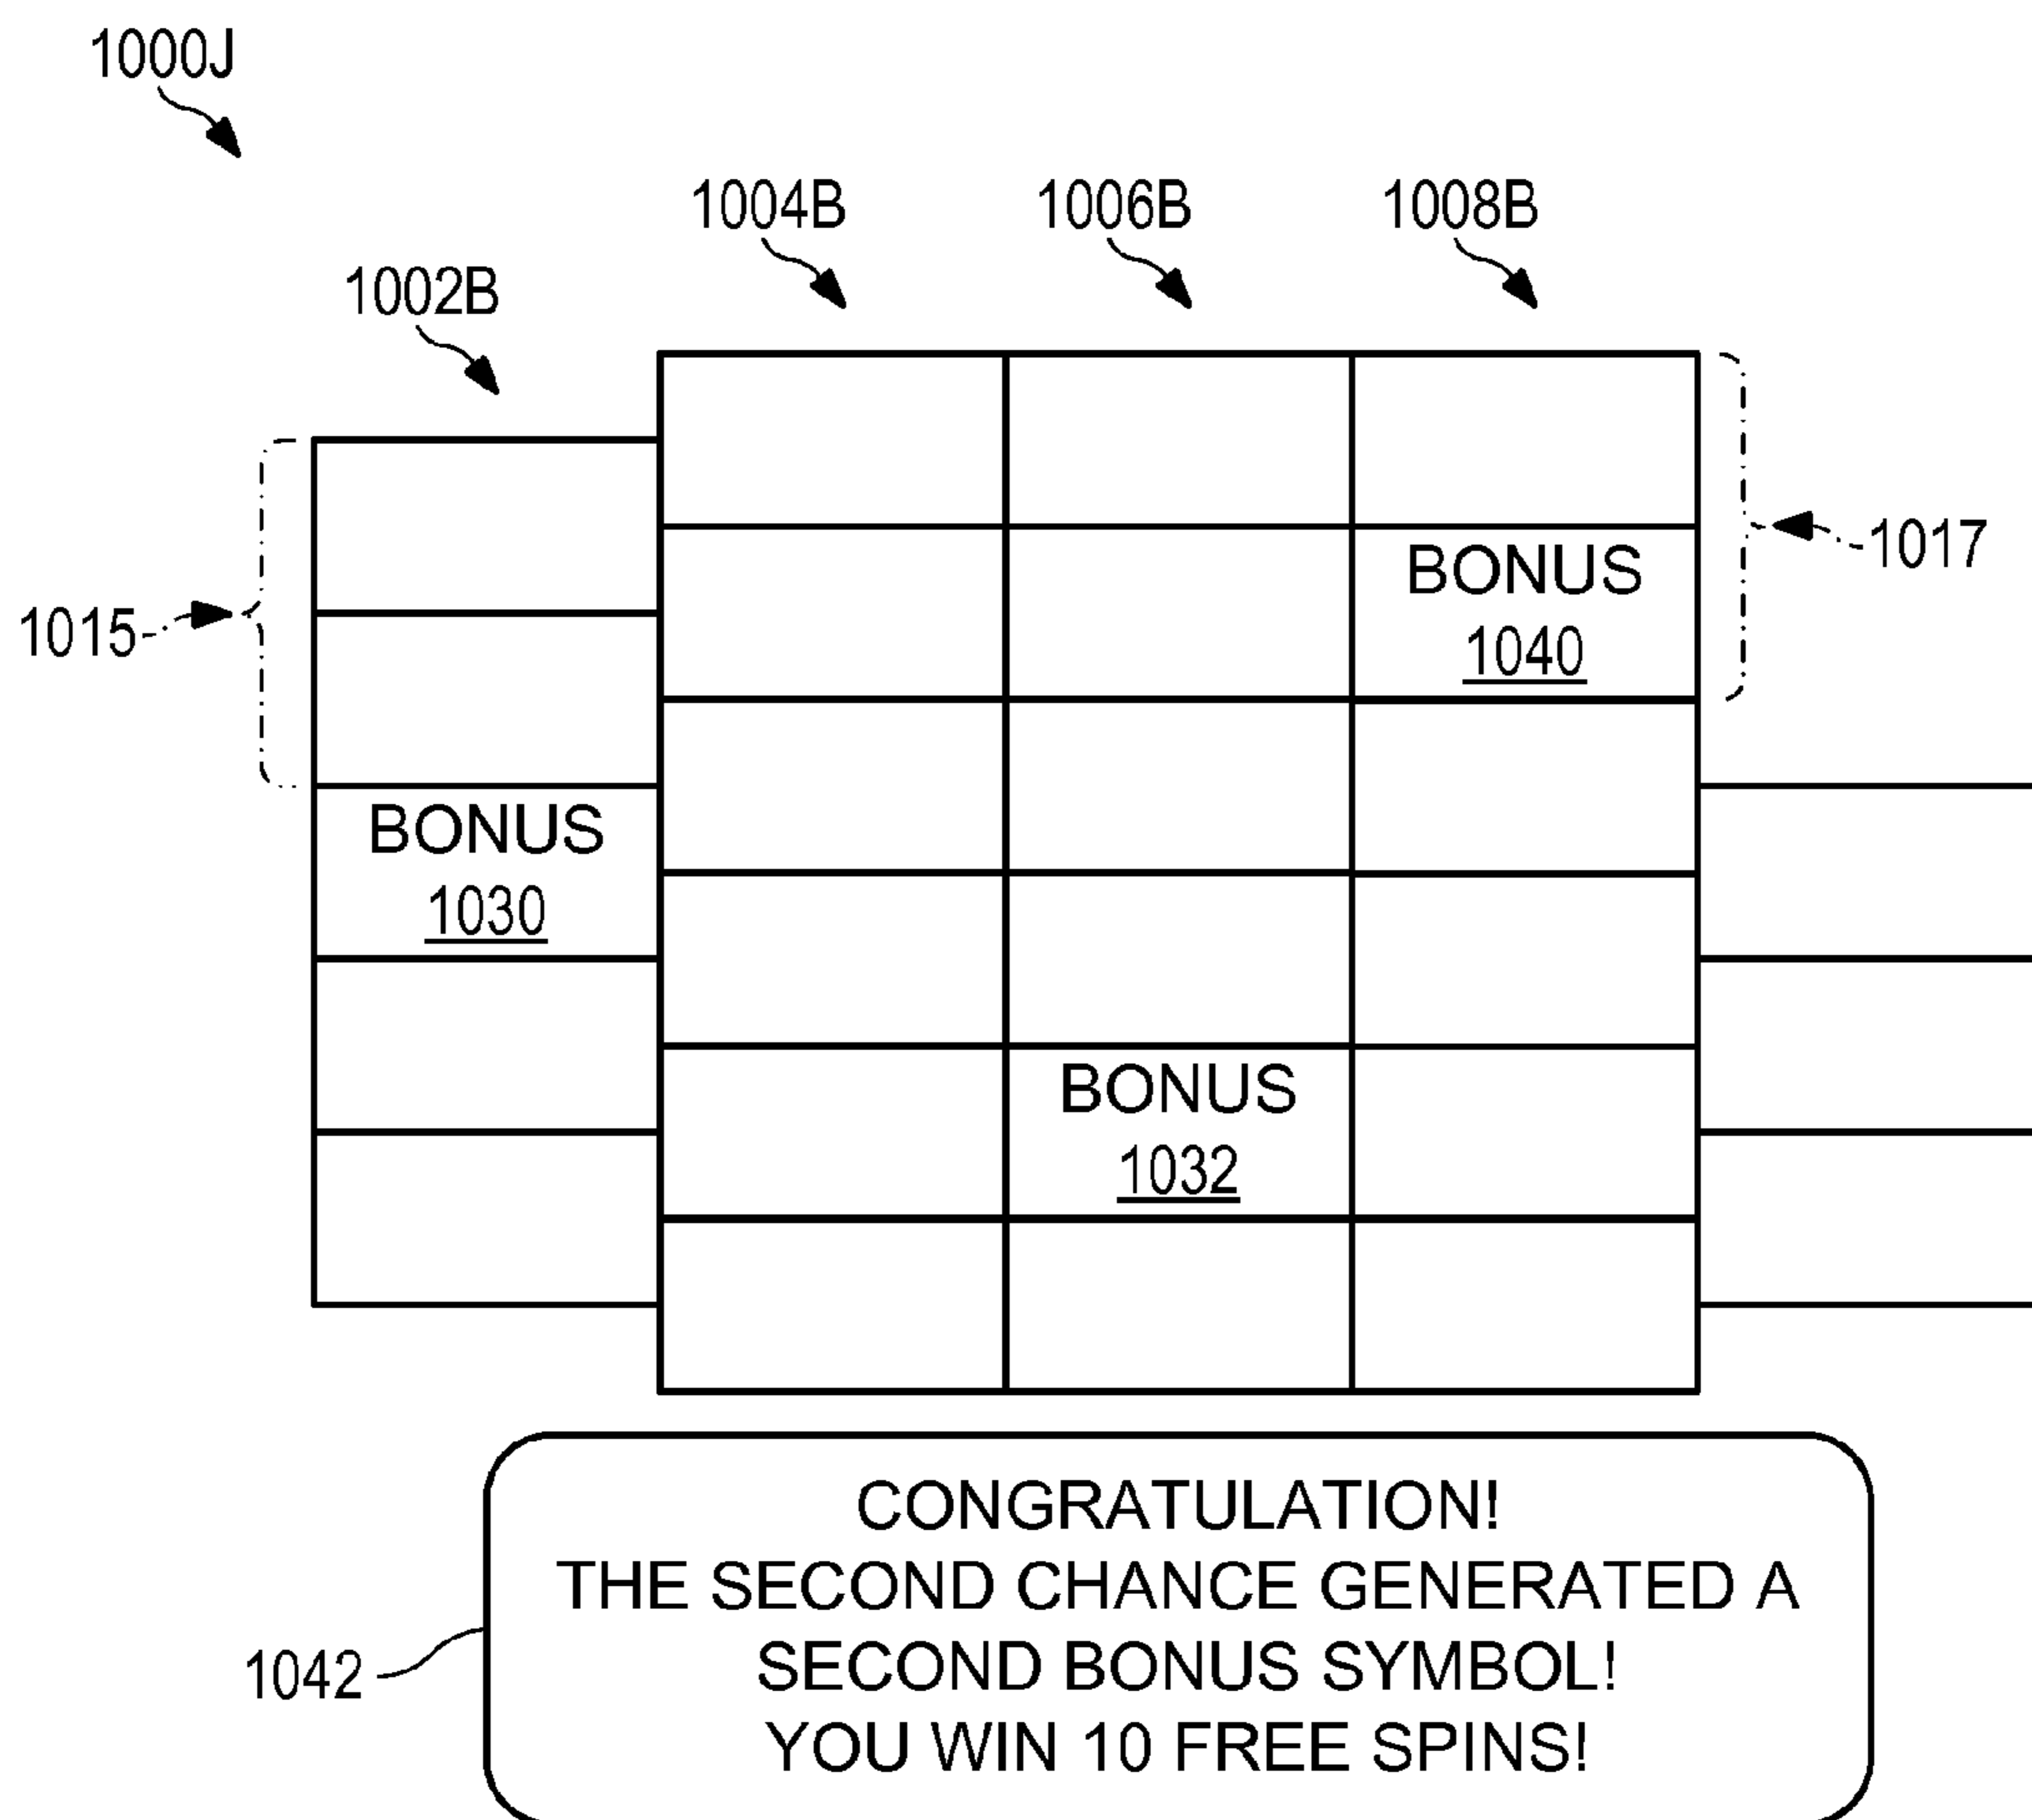 1000J
1004B
1006B
1008B
1002B
BONUS
1040
1017
1015
BONUS
1030
BONUS
1032
CONGRATULATION!
THE SECOND CHANCE GENERATED A
SECOND BONUS SYMBOL!
YOU WIN 10 FREE SPINS!
1042